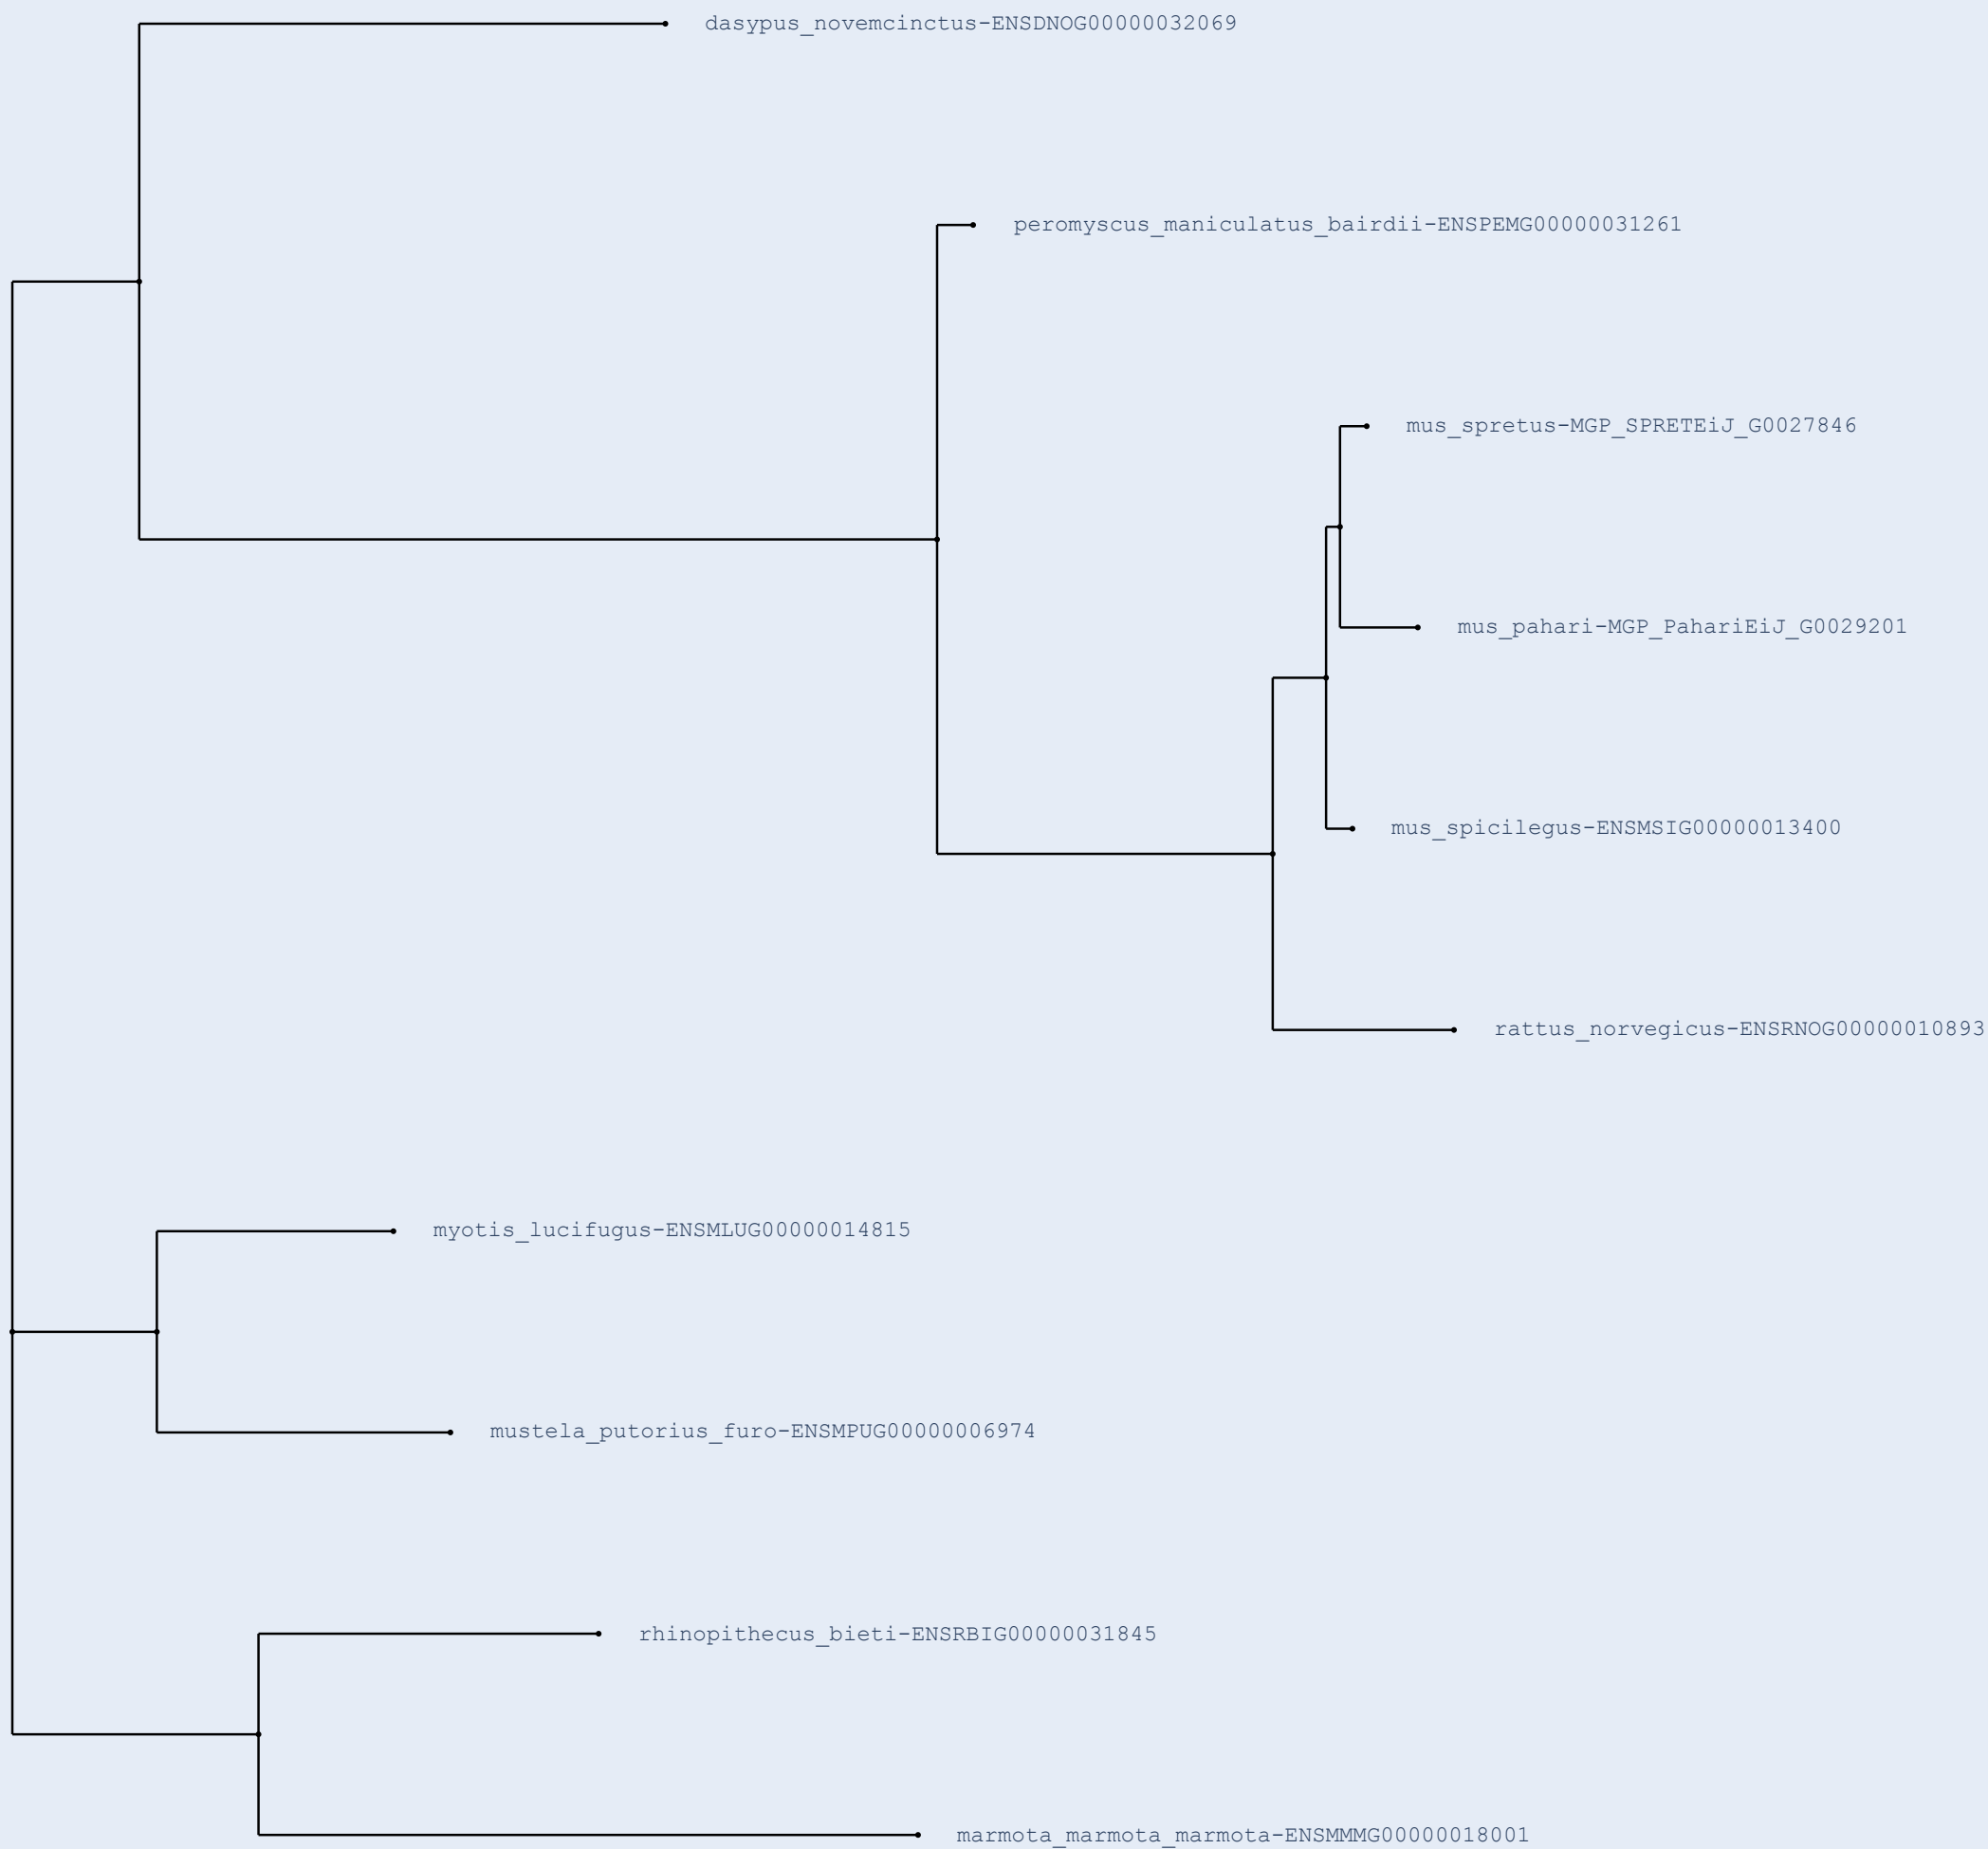 dasypus_novemcinctus-ENSDNOG00000032069
peromyscus_maniculatus_bairdii-ENSPEMG00000031261
mus_spretus-MGP_SPRETEiJ_G0027846
mus_pahari-MGP_PahariEiJ_G0029201
mus_spicilegus-ENSMSIG00000013400
rattus_norvegicus-ENSRNOG00000010893
myotis_lucifugus-ENSMLUG00000014815
mustela_putorius_furo-ENSMPUG00000006974
rhinopithecus_bieti-ENSRBIG00000031845
marmota_marmota_marmota-ENSMMMG00000018001